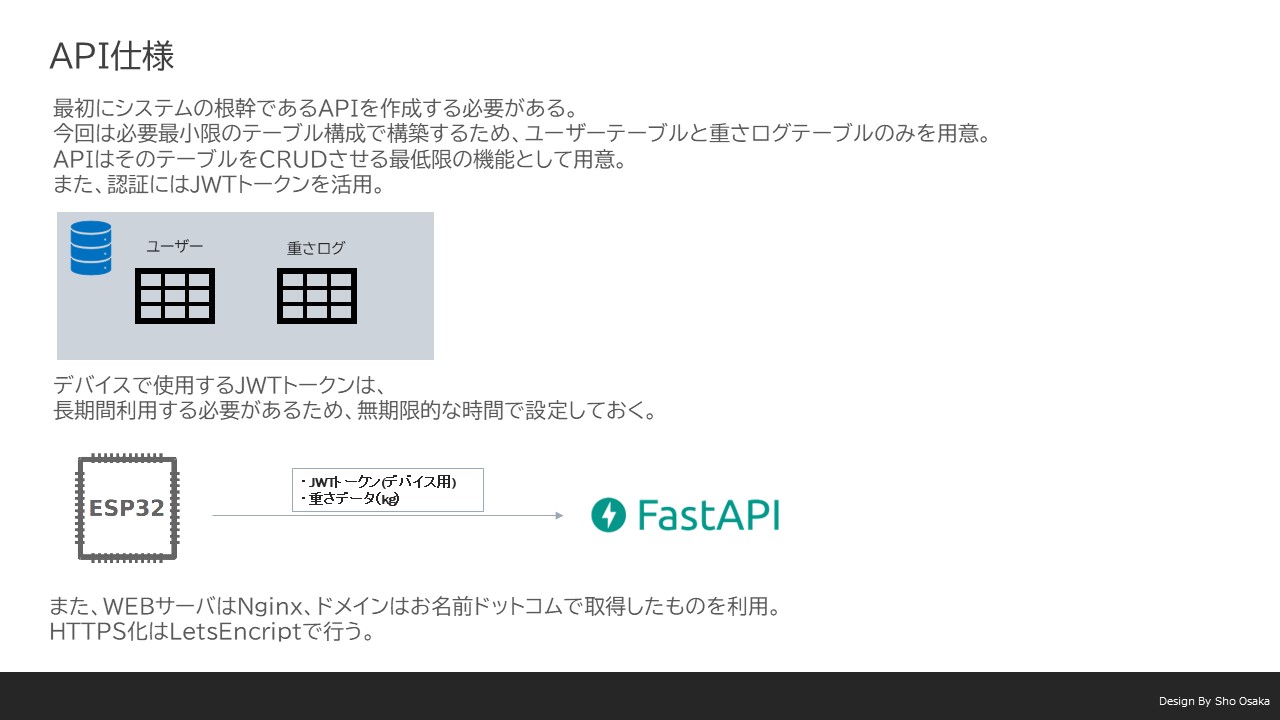 API仕様
最初にシステムの根幹であるAPIを作成する必要がある。
今回は必要最小限のテーブル構成で構築するため、ユーザーテーブルと重さログテーブルのみを用意。
APIはそのテーブルをCRUDさせる最低限の機能として用意。
また、認証にはJWTトークンを活用。
ユーザー
重さログ
デバイスで使用するJWTトークンは、
長期間利用する必要があるため、無期限的な時間で設定しておく。
・JWTトークン(デバイス用)
・重さデータ(kg)
ESP32
FastAPI
また、WEBサーバはNginx、ドメインはお名前ドットコムで取得したものを利用。
HTTPS化はLetsEncriptで行う。
Design By Sho Osaka